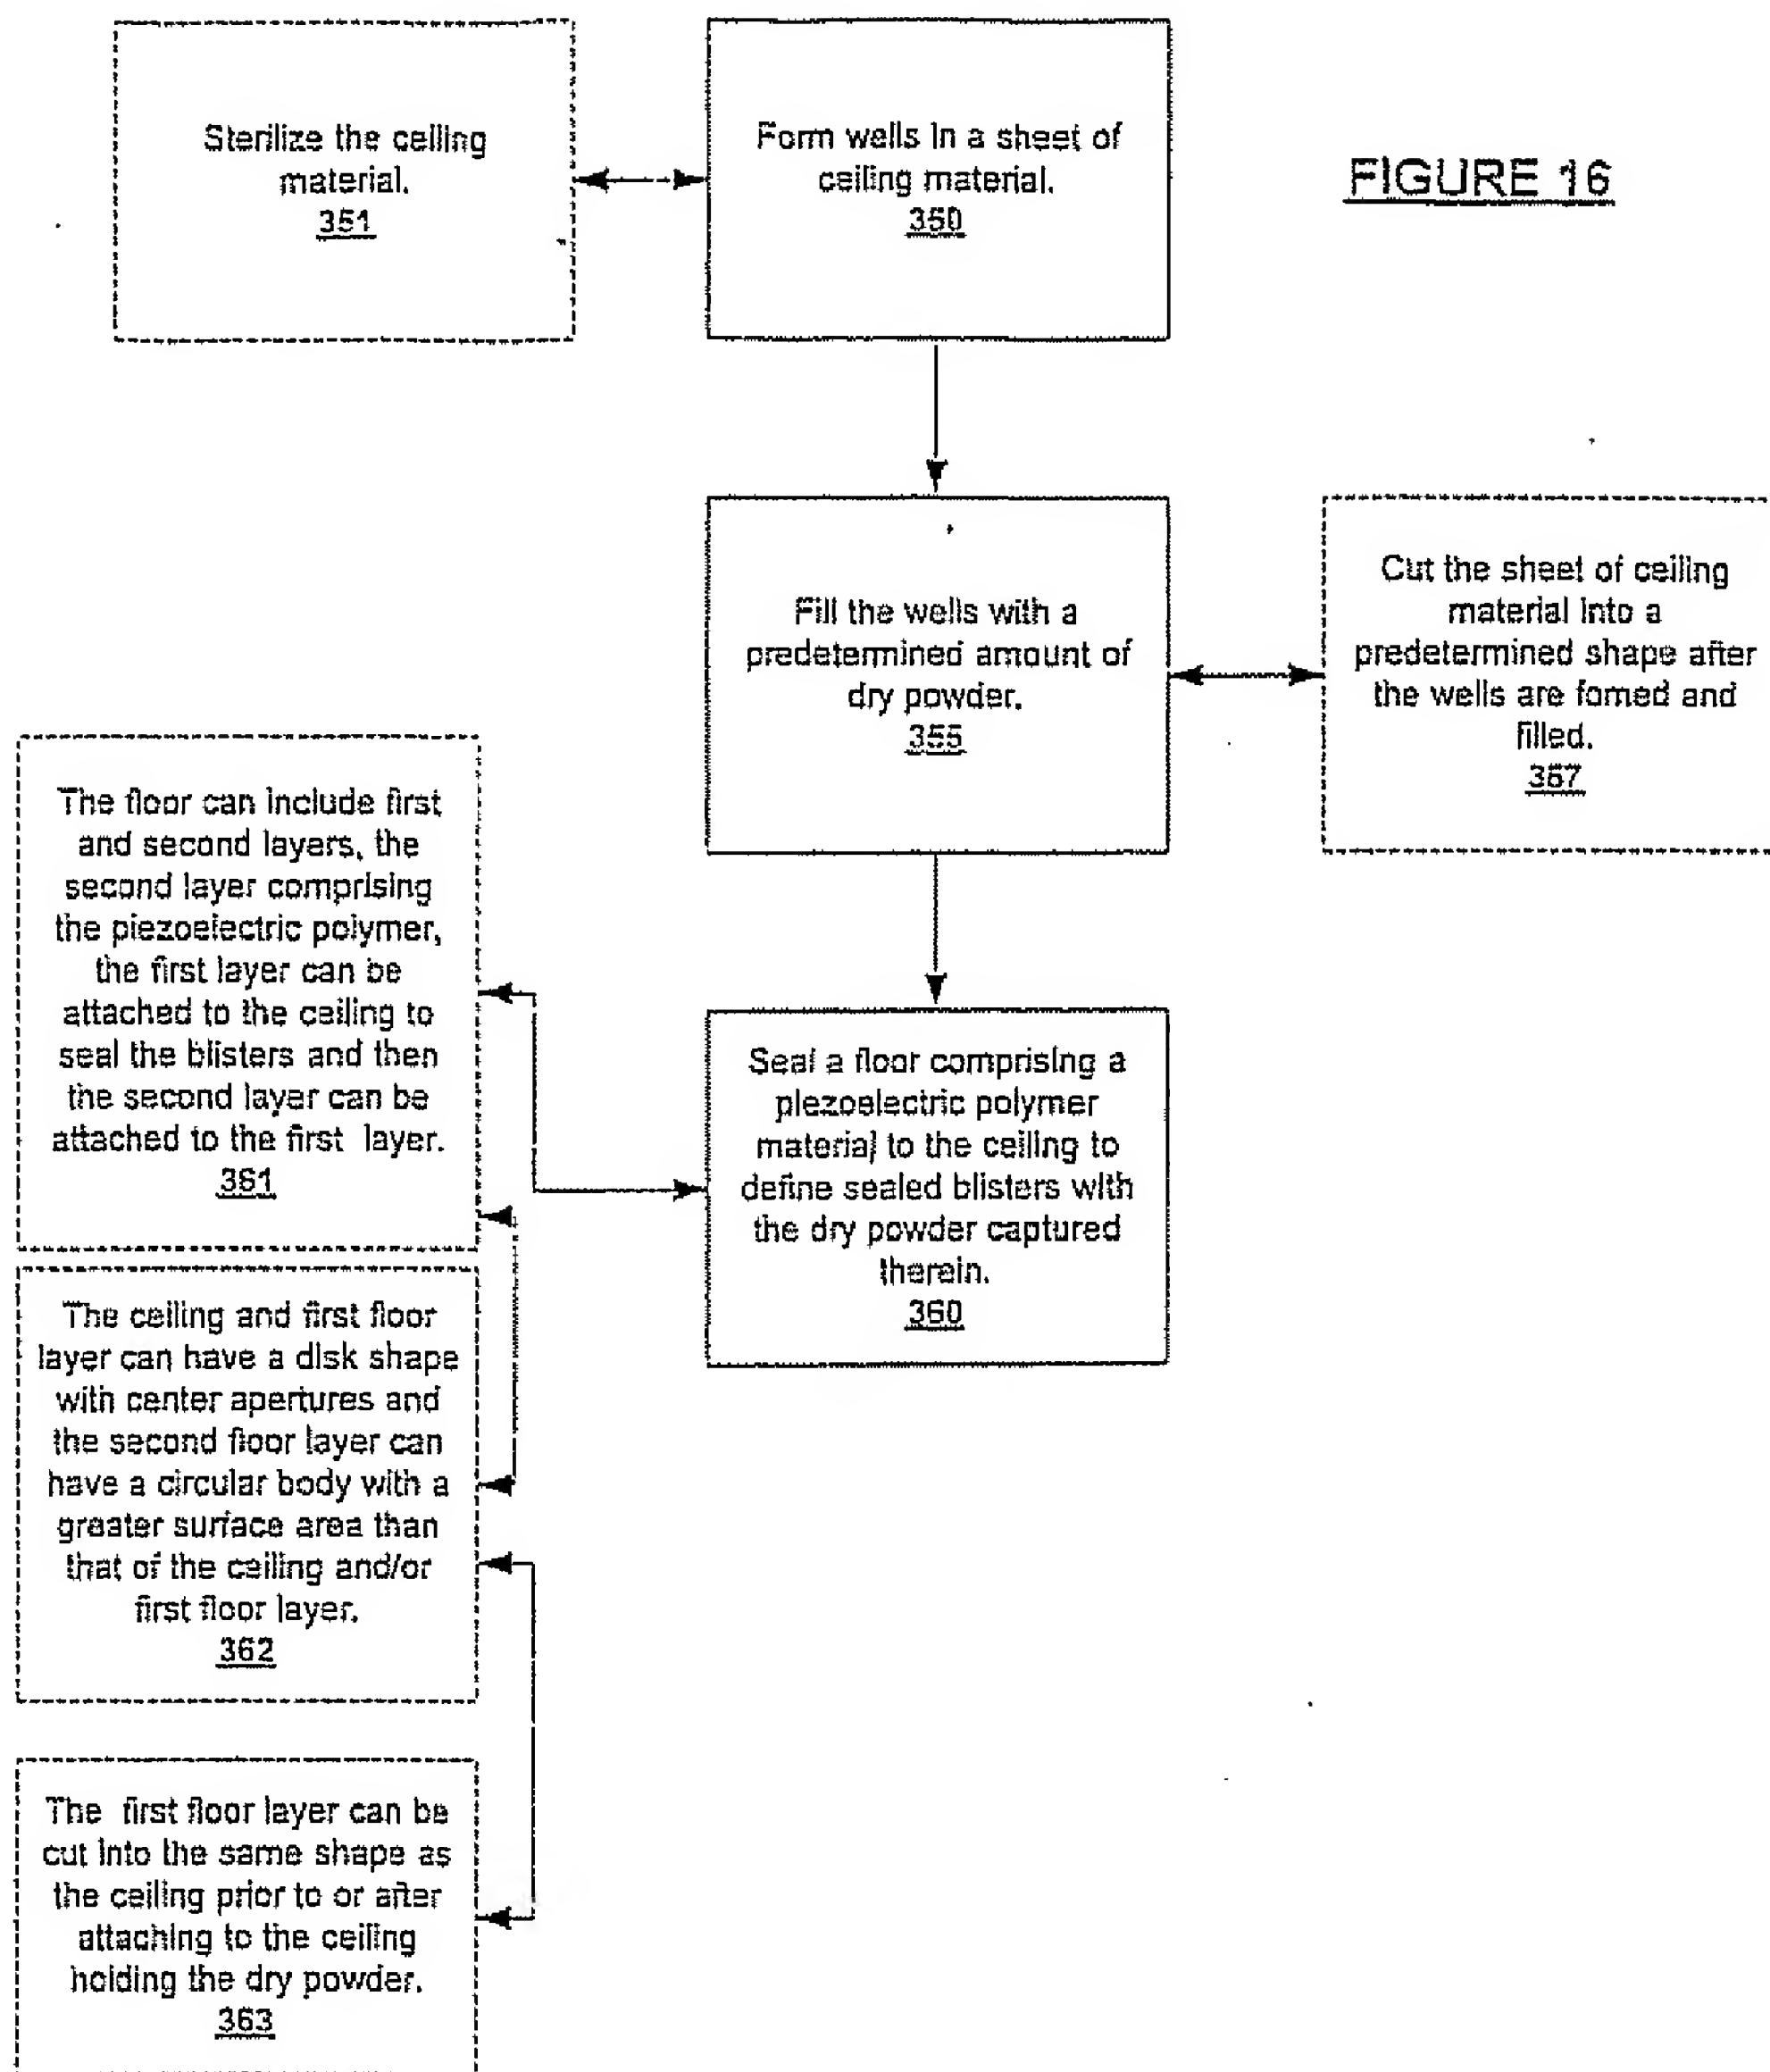 Sterilize the ceiling
material.
351
Form wells in a sheet of
ceiling material.
350
FIGURE 16
Fill the wells with a
predetermined amount of
dry powder.
355
Cut the sheet of ceiling
material into a
predetermined shape after
the wells are fomed and
filled.
357
The floor can include first
and second layers, the
second layer comprising
the piezoelectric polymer,
the first layer can be
attached to the ceiling to
seal the blisters and then
the second layer can be
attached to the first layer.
361
Seal a floor comprising a
piezoelectric polymer
material to the ceiling to
define sealed blisters with
the dry powder captured
therein.
360
The ceiling and first floor
layer can have a disk shape
with center apertures and
the second floor layer can
have a circular body with a
greater surface area than
that of the ceiling and/or
first floor layer.
362
The first floor layer can be
cut into the same shape as
the ceiling prior to or after
attaching to the ceiling
holding the dry powder.
363